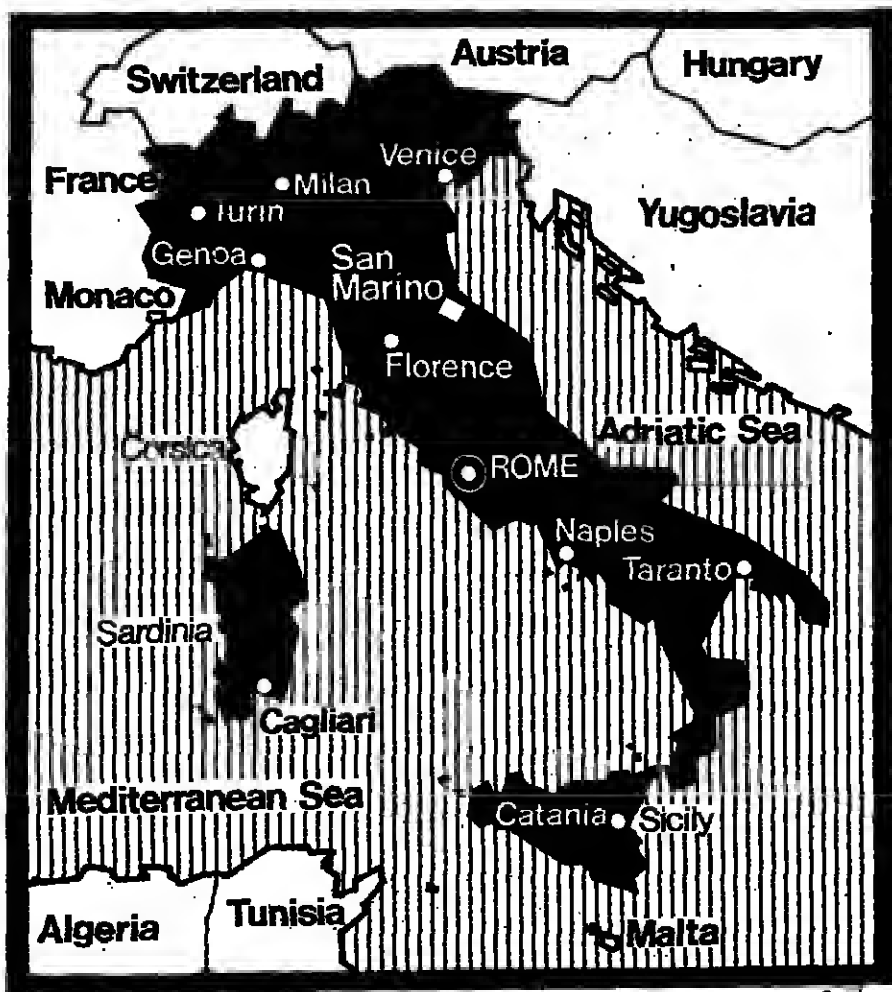 Switzerland
Austria
Hungary
Venice
France
Milan
Turin
Yugoslavia
Genoa
San
Marino
Monaco
Florence
Adriatic Sea
Corsica
ROME
Naples
Taranto
Sardinia
Cagliari
Mediterranean Sea
Catania
Sicily
Algeria
Tunisia
Malta